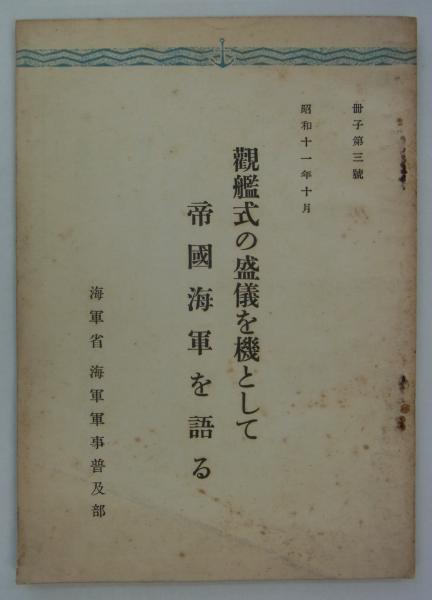 冊子第三號
昭和十一年十月
觀艦式の盛儀を機として
帝國海軍を語る
海軍省 海軍軍事普及部